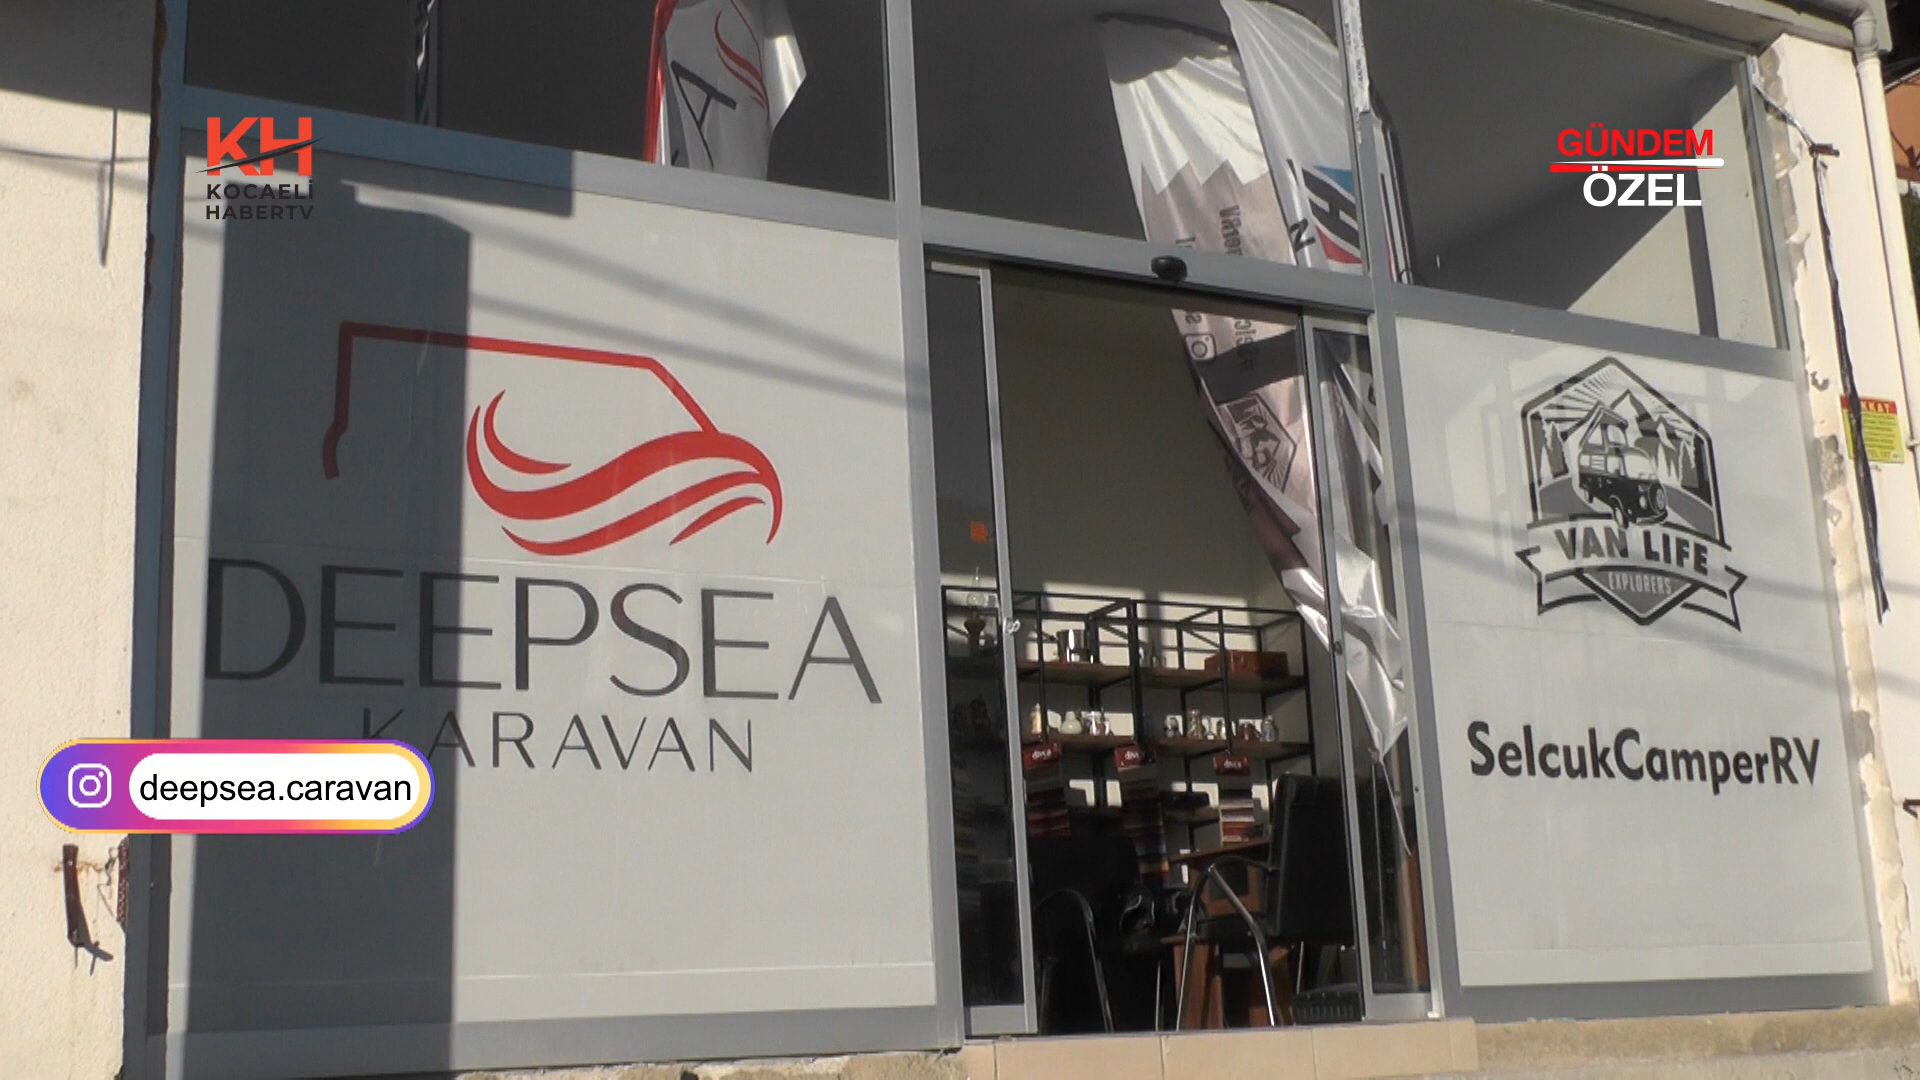 KH
KOCAELİ
HABERTV
GÜNDEM
ÖZEL
A
DEEPSEA
KARAVAN
deepsea.caravan
VAN LIFE
EXPLORERS
SelcukCamperRV